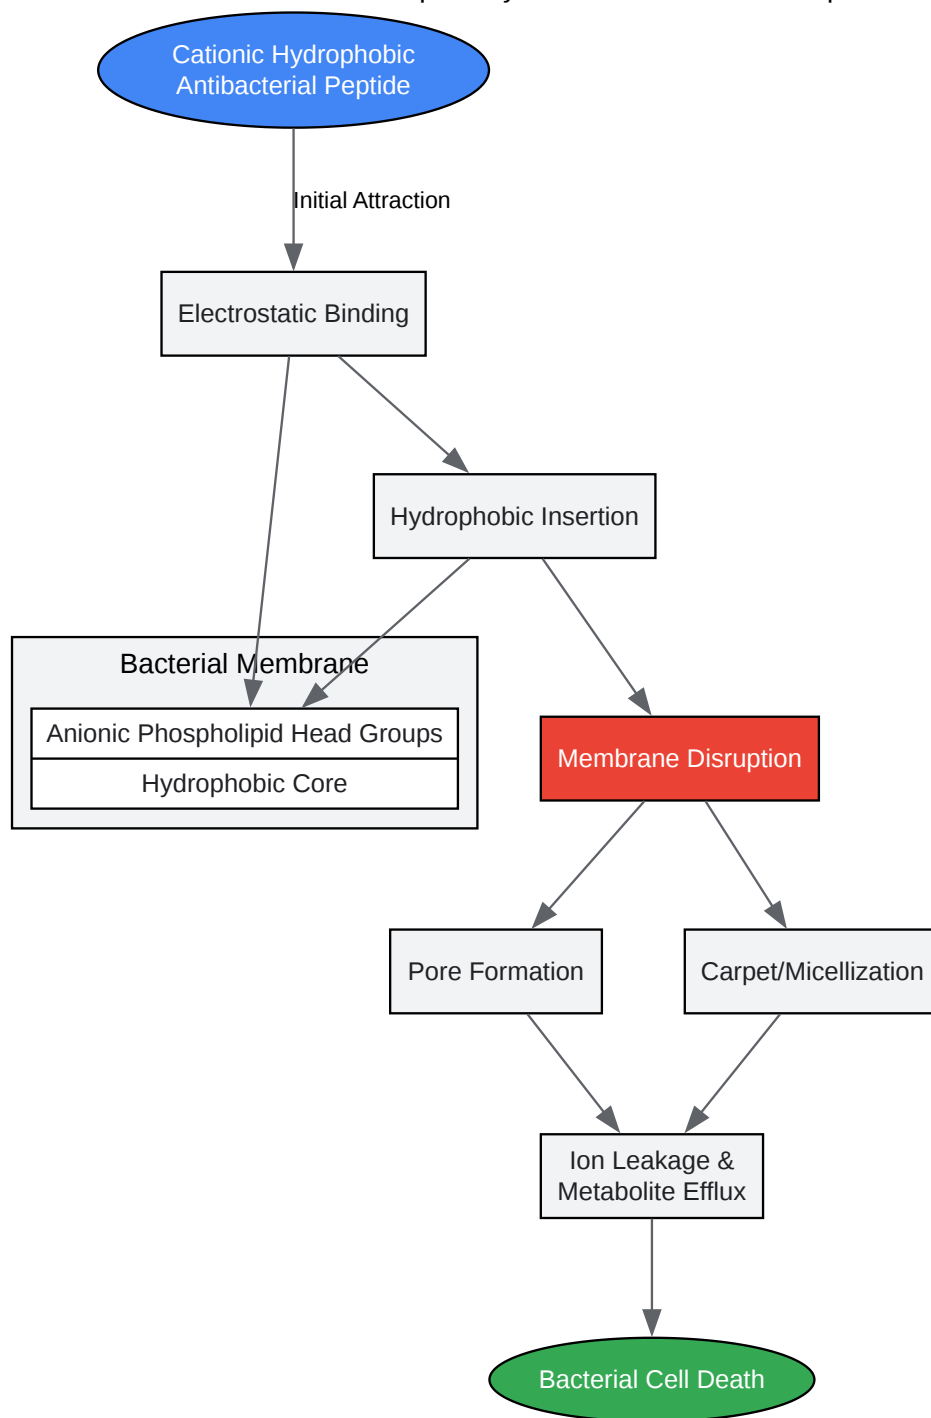 Cationic Hydrophobic
Antibacterial Peptide
Initial Attraction
Electrostatic Binding
Hydrophobic Insertion
Bacterial Membrane
Anionic Phospholipid Head Groups
Hydrophobic Core
Membrane Disruption
Pore Formation
Carpet/Micellization
Ion Leakage &
Metabolite Efflux
Bacterial Cell Death